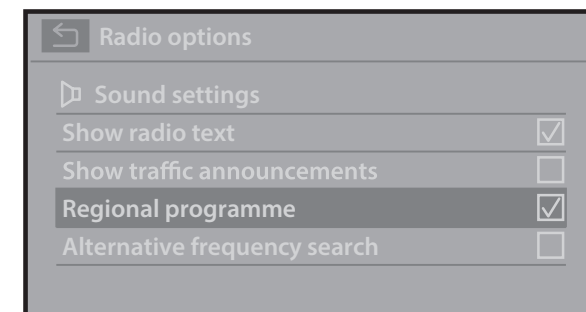 Radio options
Sound settings
Show radio text
Show traffic announcements
Regional programme
Alternative frequency search